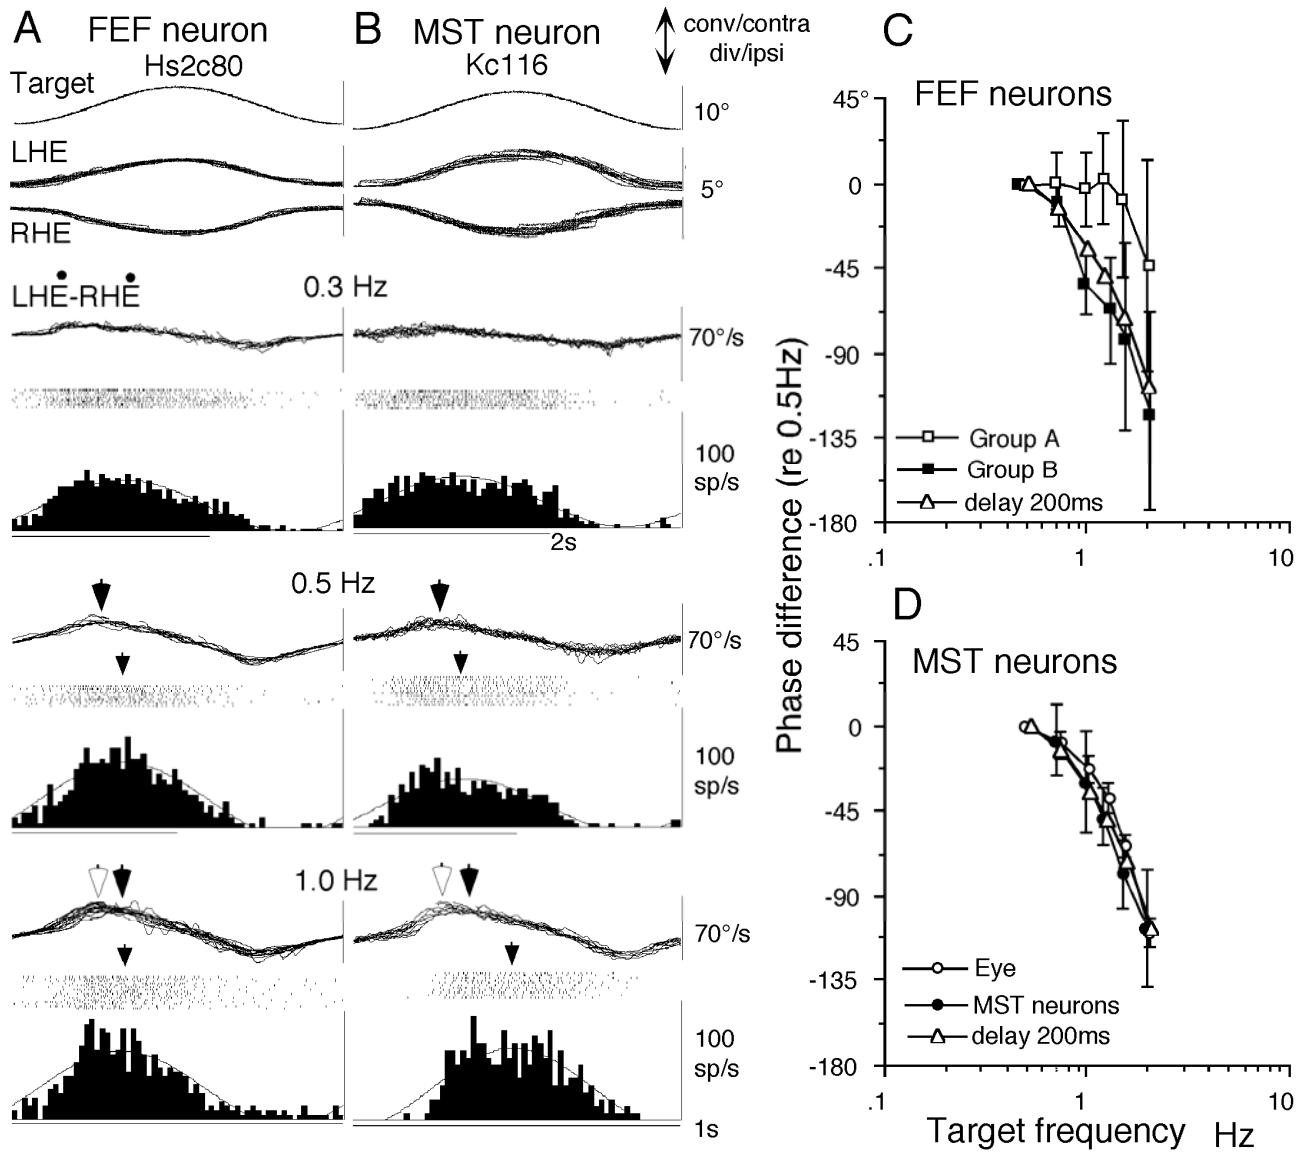 A
FEF neuron
Hs2c80
B
MST neuron
Kc116
conv/contra
div/ipsi
Target
10°
LHE
5°
RHE
LHE-RHE
0.3 Hz
70°/s
100
sp/s
2s
0.5 Hz
70°/s
100
sp/s
1.0 Hz
70°/s
100
sp/s
1s
C
FEF neurons
Phase difference (re 0.5Hz)
45°
0
-45
-90
-135
-180
Group A
Group B
delay 200ms
.1
1
10
D
MST neurons
45
0
-45
-90
-135
-180
Eye
MST neurons
delay 200ms
.1
1
10
Target frequency Hz